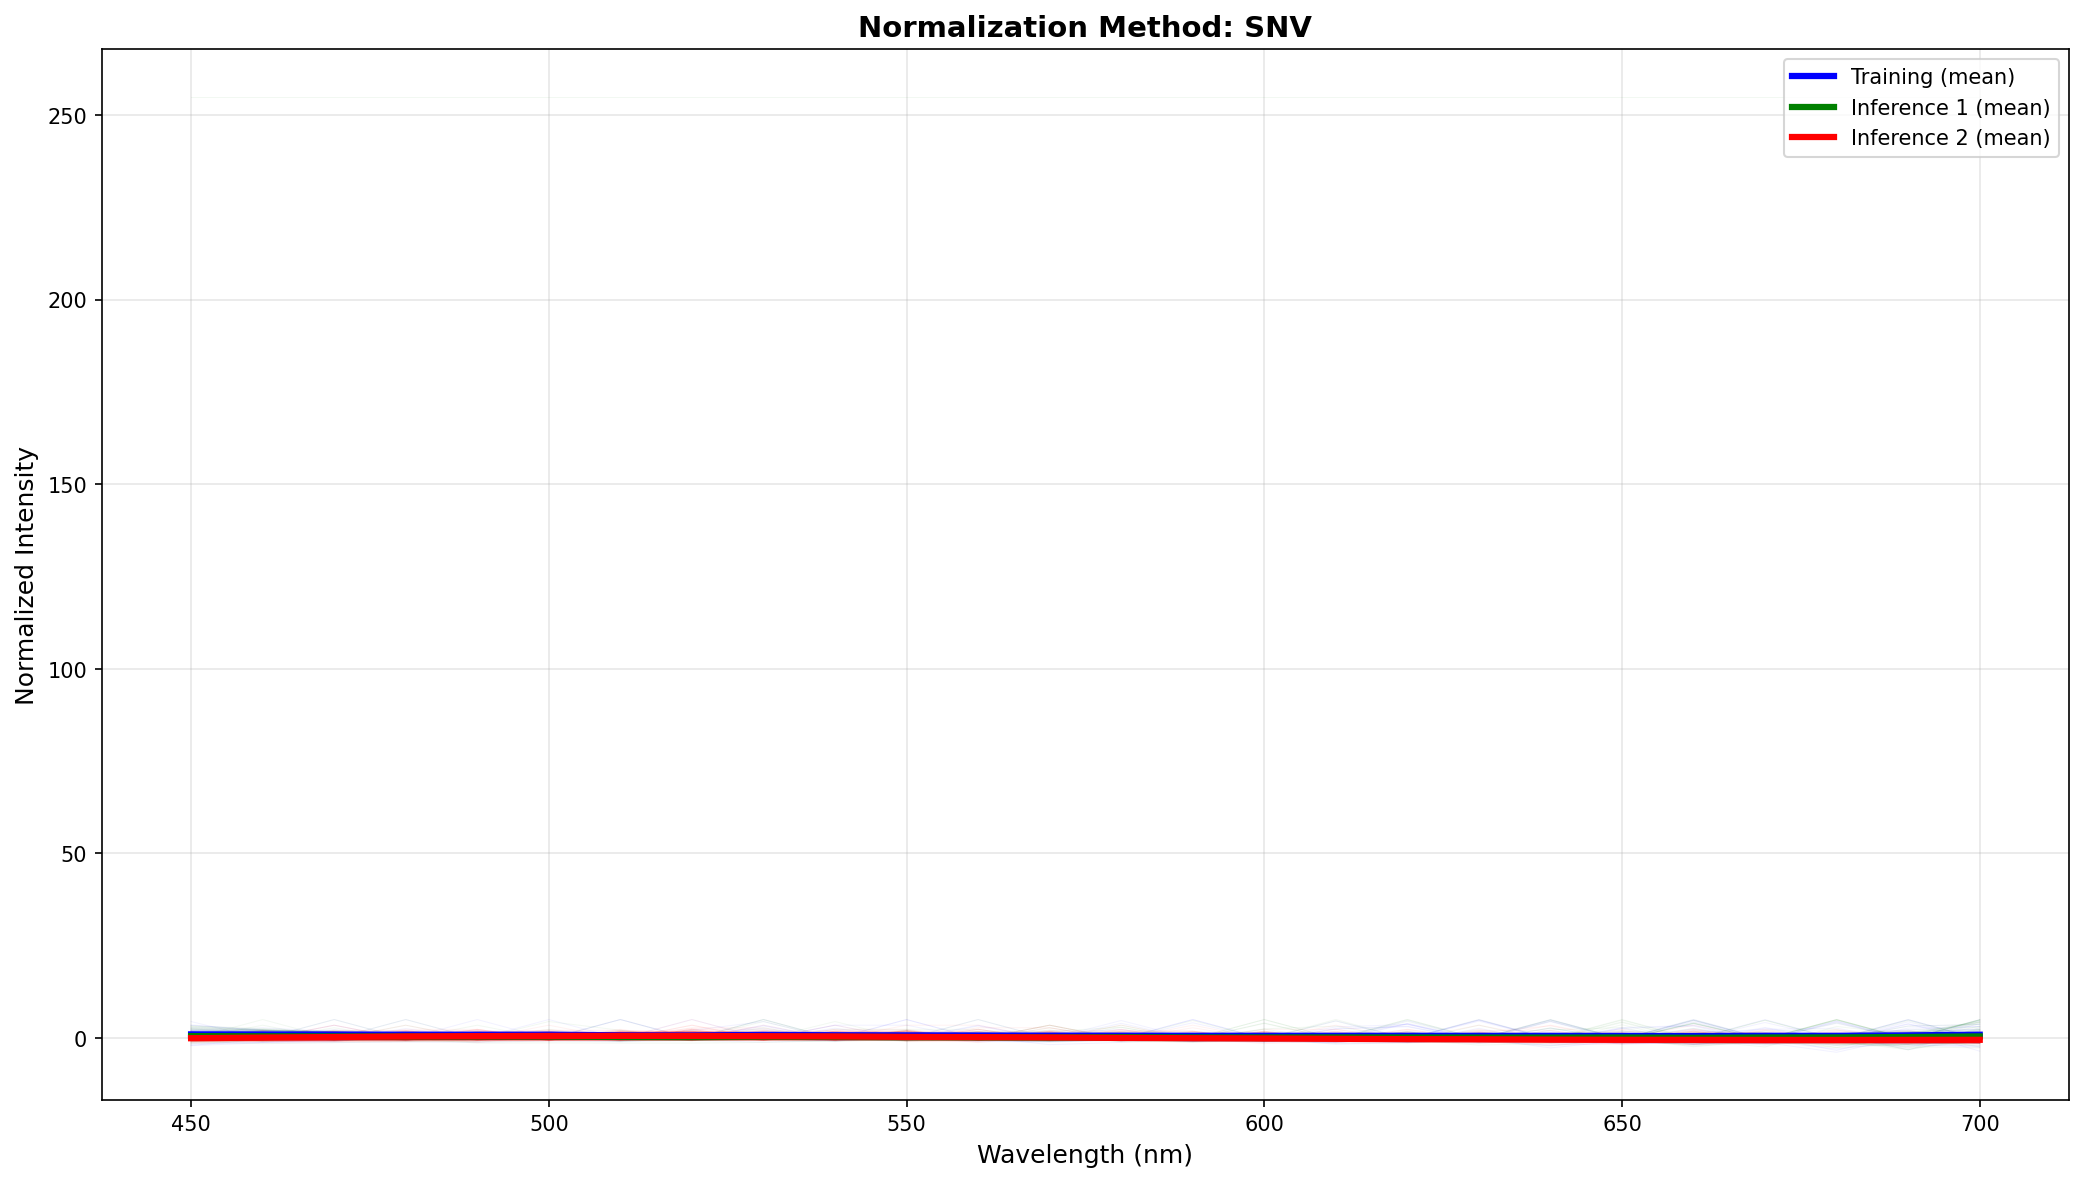 Normalization Method: SNV
Training (mean)
Inference 1 (mean)
Inference 2 (mean)
Normalized Intensity
250
200
150
100
50
0
450
500
550
600
650
700
Wavelength (nm)